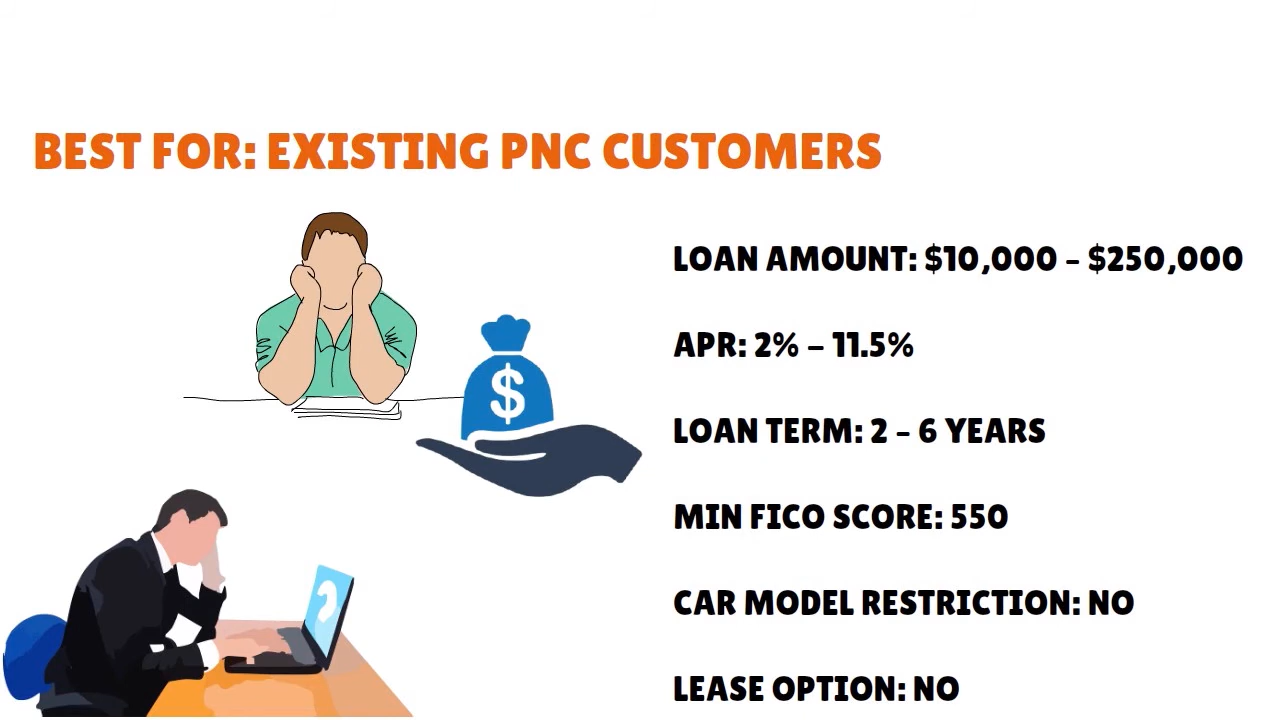 BEST FOR: EXISTING PNC CUSTOMERS
LOAN AMOUNT: $10,000 – $250,000
APR: 2% – 11.5%
LOAN TERM: 2 – 6 YEARS
$
MIN FICO SCORE: 550
?
CAR MODEL RESTRICTION: NO
LEASE OPTION: NO